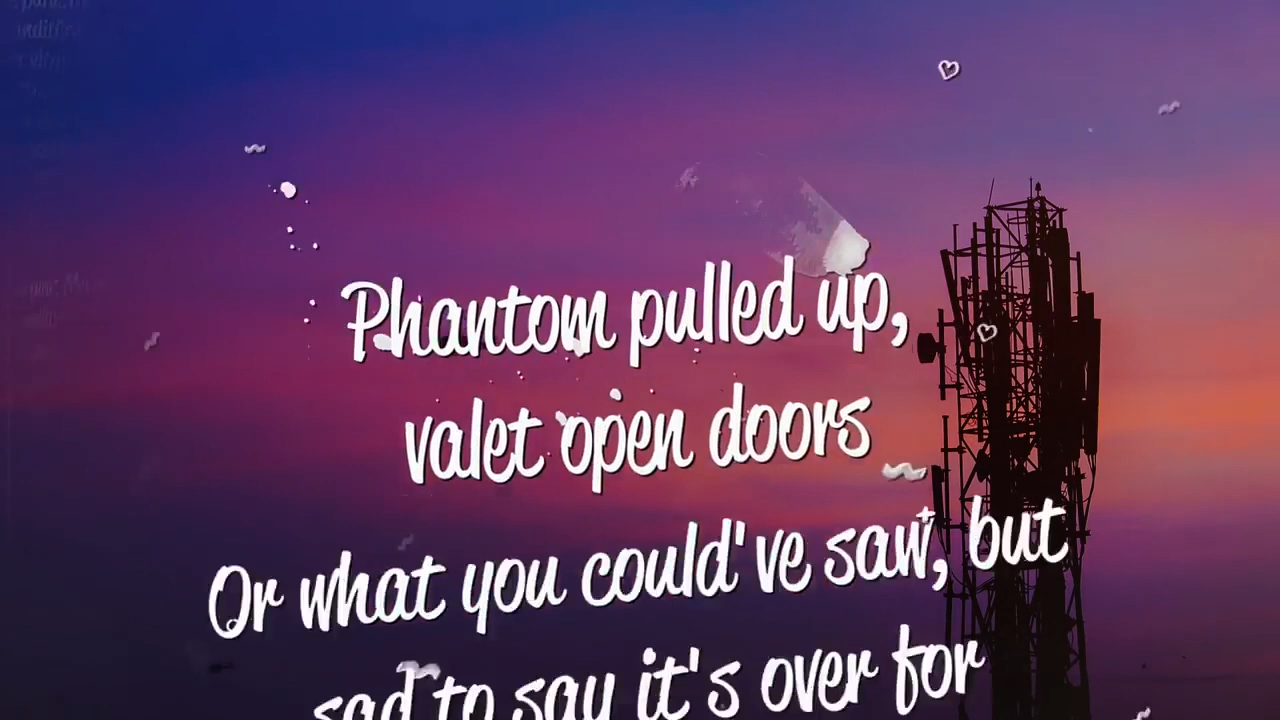 Phantom pulled up,
valet open doors
Or what you could've saw, but
sad to say it's over for